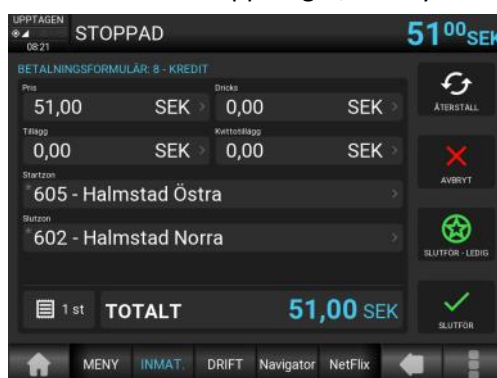 UPPTAGEN
STOPPAD
51⁰⁰SEK
08:21
BETALNINGSFORMULÄR: 8 - KREDIT
Pris
Dricks
51,00 SEK
0,00 SEK
ÅTERSTÄLL
Tillägg
Kvittotillägg
0,00 SEK
0,00 SEK
AVBRYT
Startzon
*605 - Halmstad Östra
Slutzon
*602 - Halmstad Norra
SLUTFÖR - LEDIG
1 st TOTALT 51,00 SEK
SLUTFÖR
MENY INMAT. DRIFT Navigator NetFlix